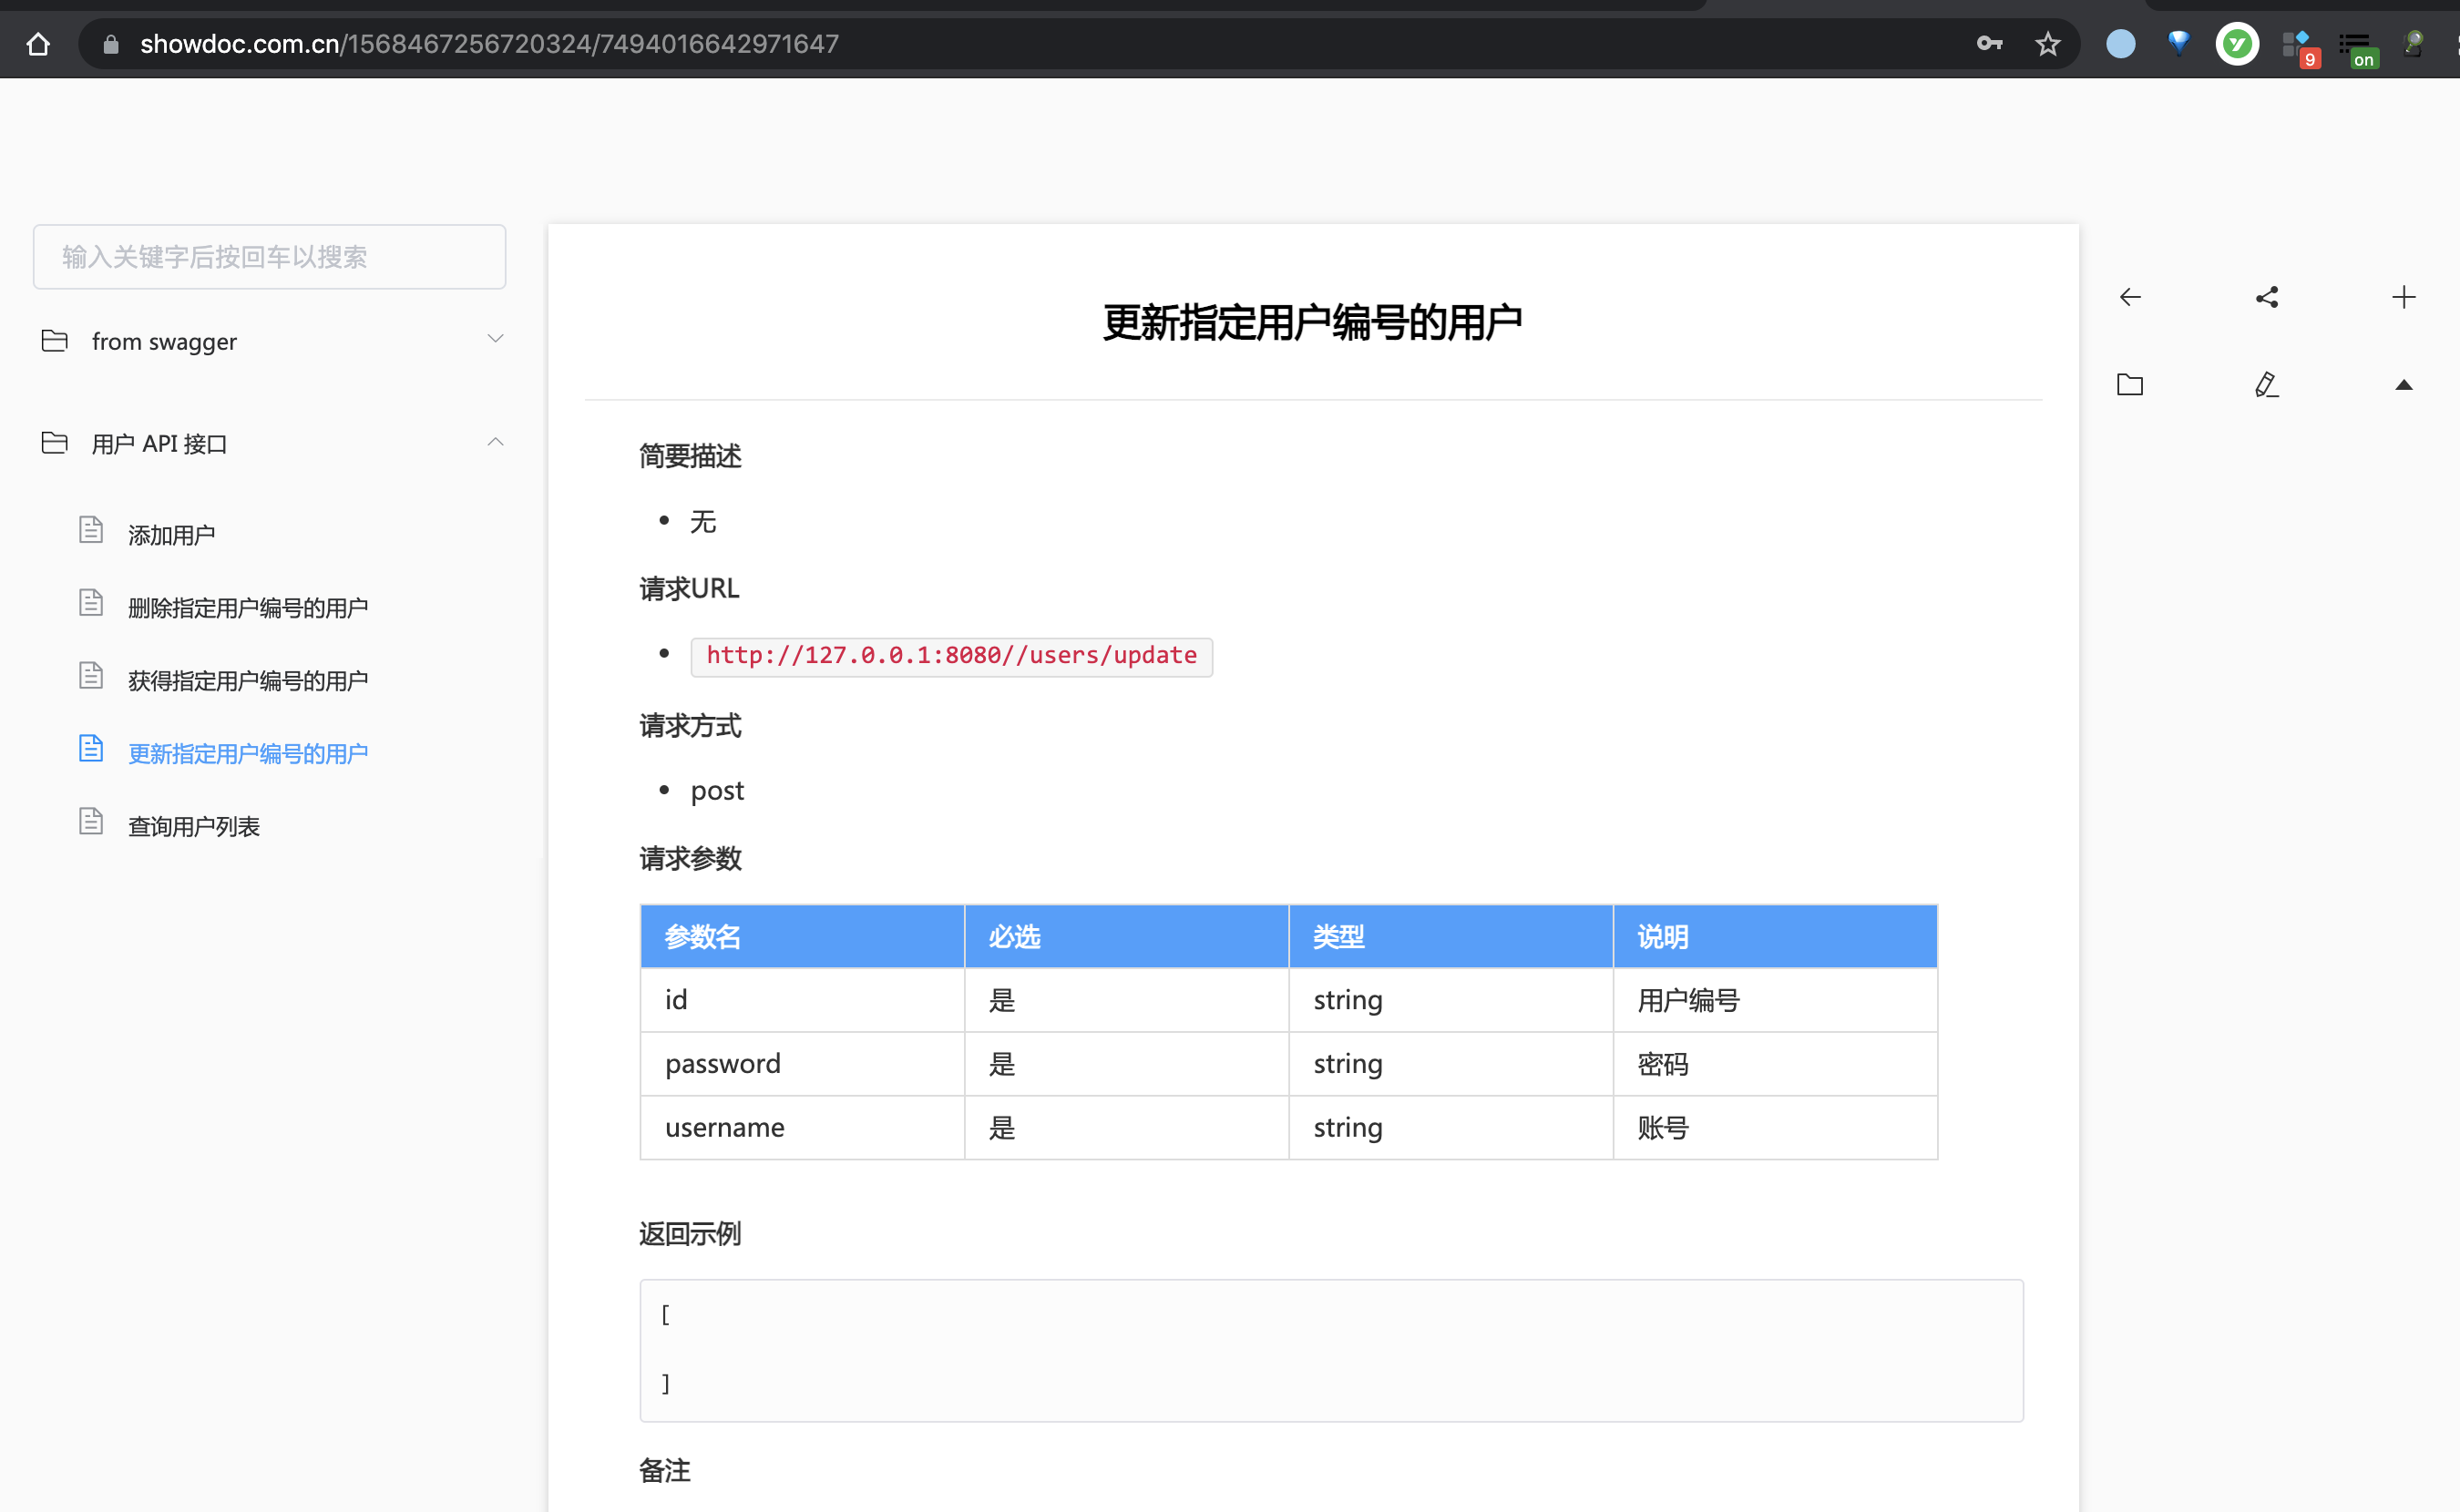 showdoc.com.cn/1568467256720324/7494016642971647
9
on
输入关键字后按回车以搜索
from swagger
用户 API 接口
添加用户
删除指定用户编号的用户
获得指定用户编号的用户
更新指定用户编号的用户
查询用户列表
更新指定用户编号的用户
简要描述
无
请求URL
http://127.0.0.1:8080//users/update
请求方式
post
请求参数
参数名 必选 类型 说明
id 是 string 用户编号
password 是 string 密码
username 是 string 账号
返回示例
[
]
备注